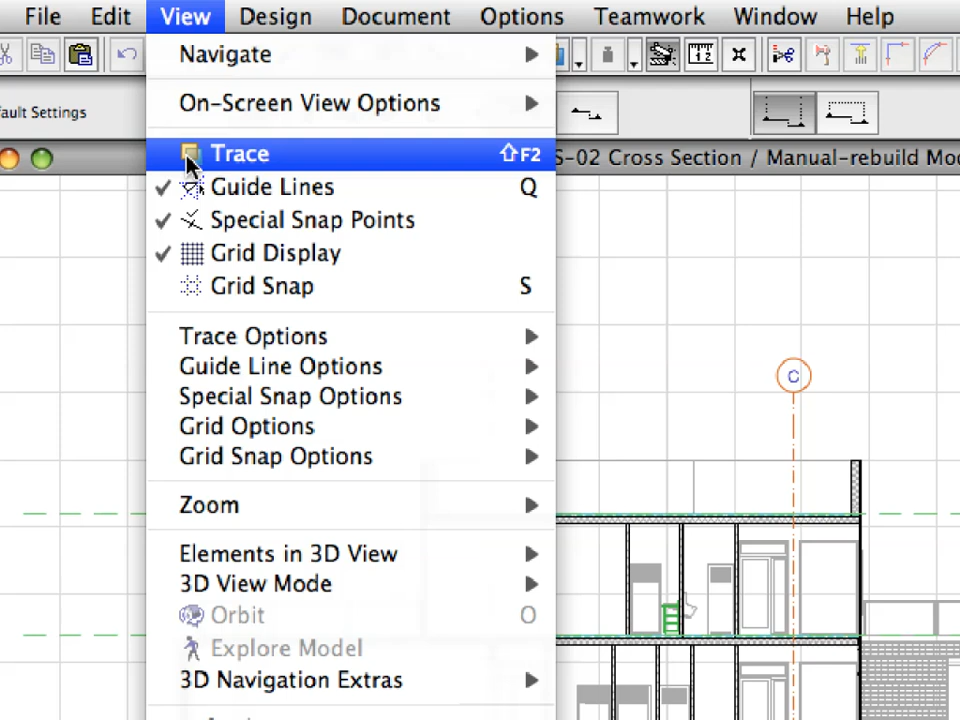 File Edit View Design Document Options Teamwork Window Help
Navigate
On-Screen View Options
ault Settings
Trace ⇧F2
S-02 Cross Section / Manual-rebuild Mod
Guide Lines Q
Special Snap Points
Grid Display
Grid Snap S
Trace Options
Guide Line Options
C
Special Snap Options
Grid Options
Grid Snap Options
Zoom
Elements in 3D View
3D View Mode
Orbit O
Explore Model
3D Navigation Extras